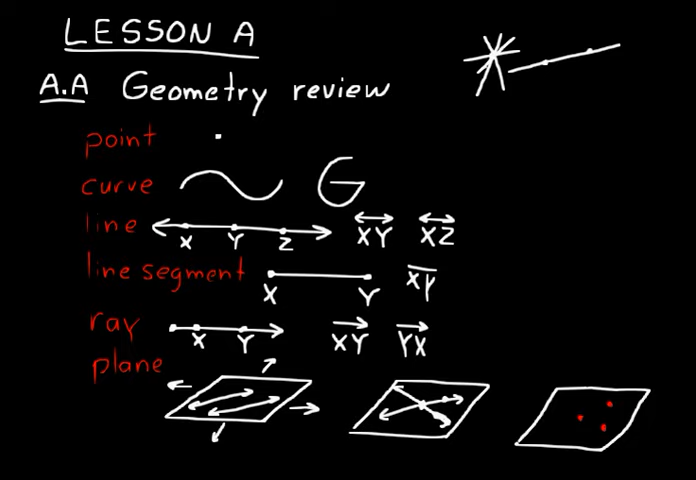 LESSON A
A.A Geometry review
point
curve G
line X Y Z XY XZ
line segment X Y XY
ray X Y XY YX
plane